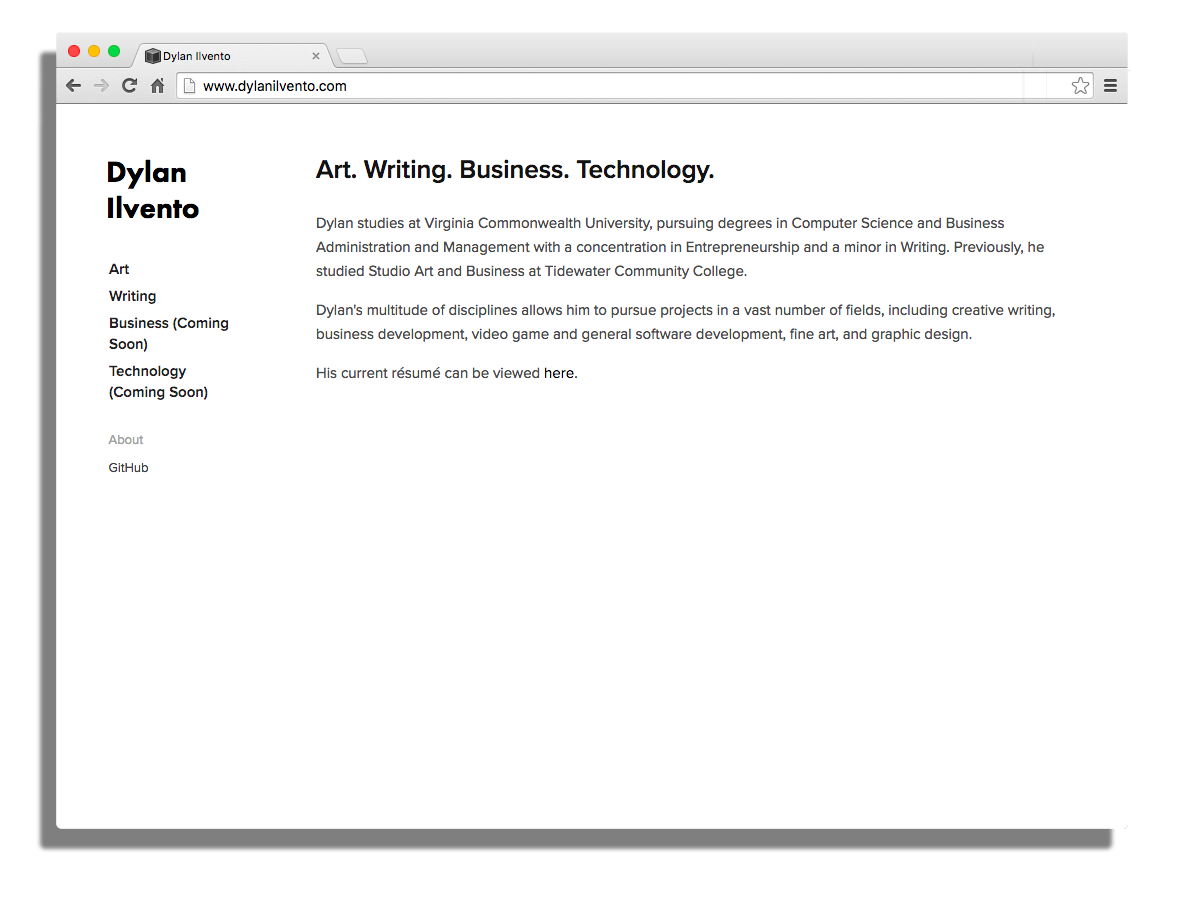 Dylan Ilvento
www.dylanilvento.com
Dylan
Ilvento
Art
Writing
Business (Coming
Soon)
Technology
(Coming Soon)
About
GitHub
Art. Writing. Business. Technology.
Dylan studies at Virginia Commonwealth University, pursuing degrees in Computer Science and Business
Administration and Management with a concentration in Entrepreneurship and a minor in Writing. Previously, he
studied Studio Art and Business at Tidewater Community College.
Dylan's multitude of disciplines allows him to pursue projects in a vast number of fields, including creative writing,
business development, video game and general software development, fine art, and graphic design.
His current résumé can be viewed here.